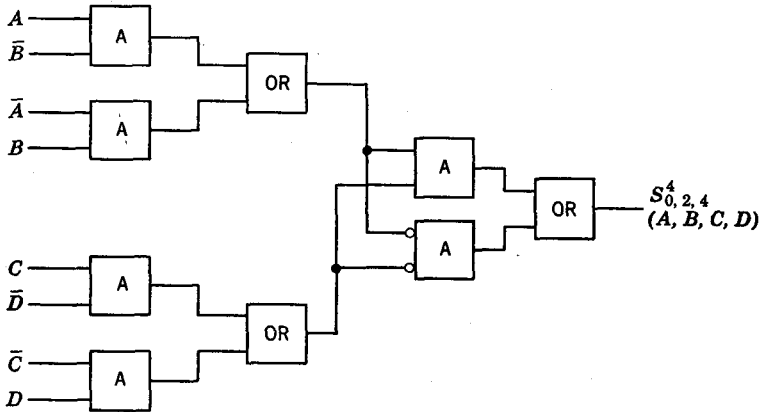 A
B̅
A
OR
A̅
B
A
A
OR
A
S⁴₀, ₂, ₄
(A, B, C, D)
C
D̅
A
OR
C̅
D
A